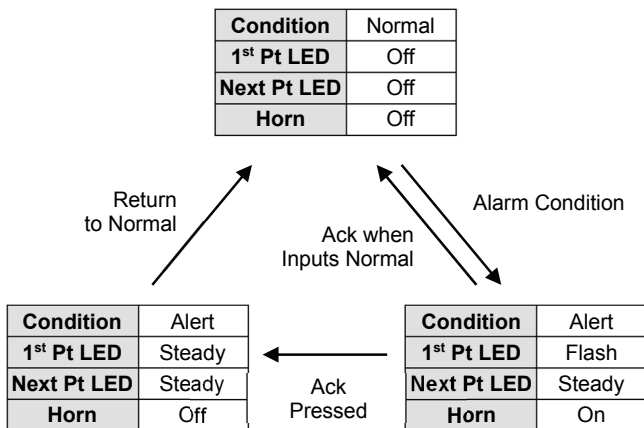 Condition Normal
1st Pt LED Off
Next Pt LED Off
Horn Off
Return
to Normal
Ack when
Inputs Normal
Alarm Condition
Condition Alert
1st Pt LED Steady
Next Pt LED Steady
Horn Off
Ack
Pressed
Condition Alert
1st Pt LED Flash
Next Pt LED Steady
Horn On